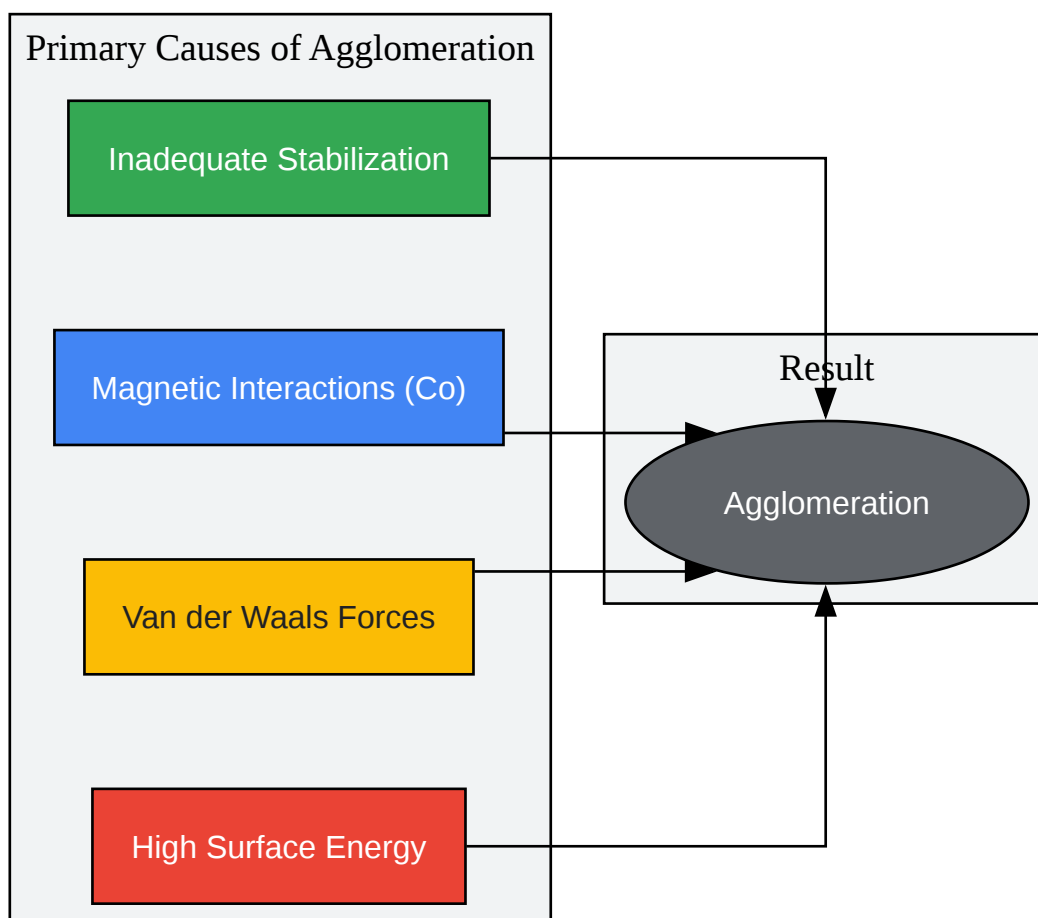 Primary Causes of Agglomeration
Inadequate Stabilization
Magnetic Interactions (Co)
Van der Waals Forces
High Surface Energy
Result
Agglomeration